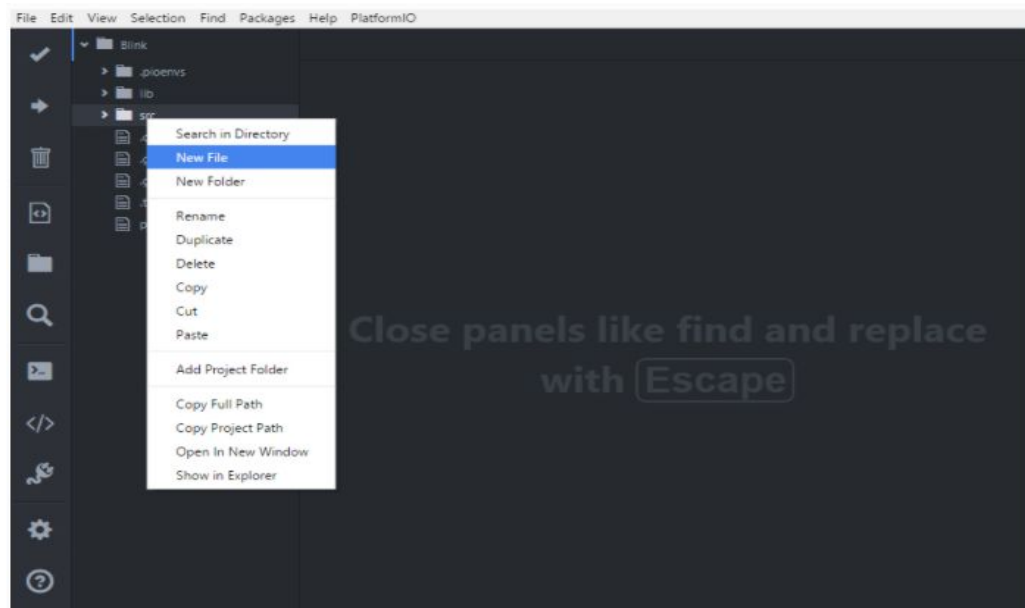 File Edit View Selection Find Packages Help PlatformIO
Blink
.pioenvs
lib
src
Search in Directory
New File
New Folder
Rename
Duplicate
Delete
Copy
Cut
Paste
Add Project Folder
Copy Full Path
Copy Project Path
Open In New Window
Show in Explorer
Close panels like find and replace
with Escape